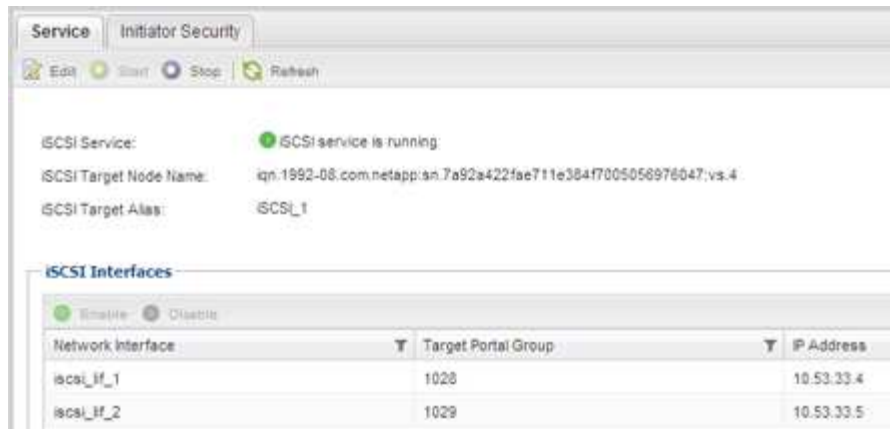 Service Initiator Security
Edit Start Stop Refresh
iSCSI Service: iSCSI service is running
iSCSI Target Node Name: iqn.1992-08.com.netapp:sn.7a92a422fae711e384f7005056976047:vs.4
iSCSI Target Alias: iSCSI_1
iSCSI Interfaces
Enable Disable
Network Interface Target Portal Group IP Address
iscsi_lif_1 1028 10.53.33.4
iscsi_lif_2 1029 10.53.33.5